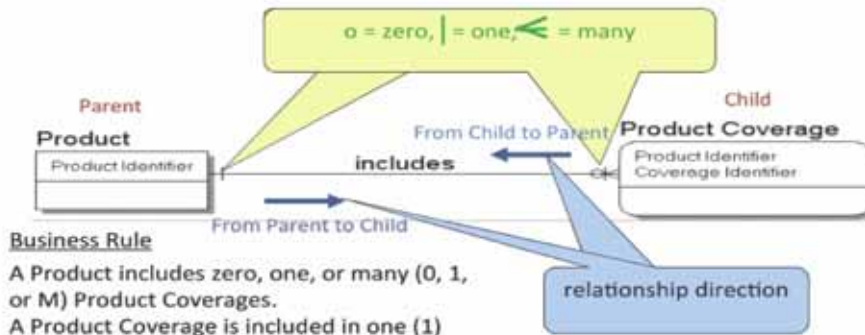 o = zero, | = one, = many
Parent
Child
Product
Product Coverage
From Child to Parent
Product Identifier
includes
Product Identifier
Coverage Identifier
From Parent to Child
Business Rule
A Product includes zero, one, or many (0, 1,
or M) Product Coverages.
A Product Coverage is included in one (1)
relationship direction